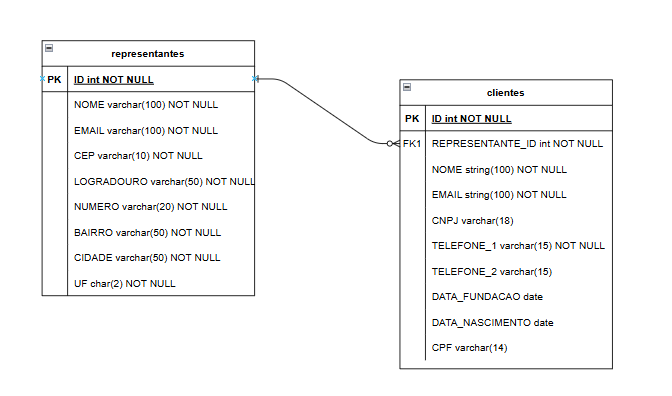 representantes
PK ID int NOT NULL
NOME varchar(100) NOT NULL
EMAIL varchar(100) NOT NULL
CEP varchar(10) NOT NULL
LOGRADOURO varchar(50) NOT NULL
NUMERO varchar(20) NOT NULL
BAIRRO varchar(50) NOT NULL
CIDADE varchar(50) NOT NULL
UF char(2) NOT NULL
clientes
PK ID int NOT NULL
FK1 REPRESENTANTE_ID int NOT NULL
NOME string(100) NOT NULL
EMAIL string(100) NOT NULL
CNPJ varchar(18)
TELEFONE_1 varchar(15) NOT NULL
TELEFONE_2 varchar(15)
DATA_FUNDACAO date
DATA_NASCIMENTO date
CPF varchar(14)